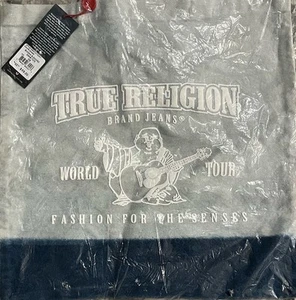 TRUE RELIGION
BRAND JEANS®
WORLD TOUR
FASHION FOR THE SENSES